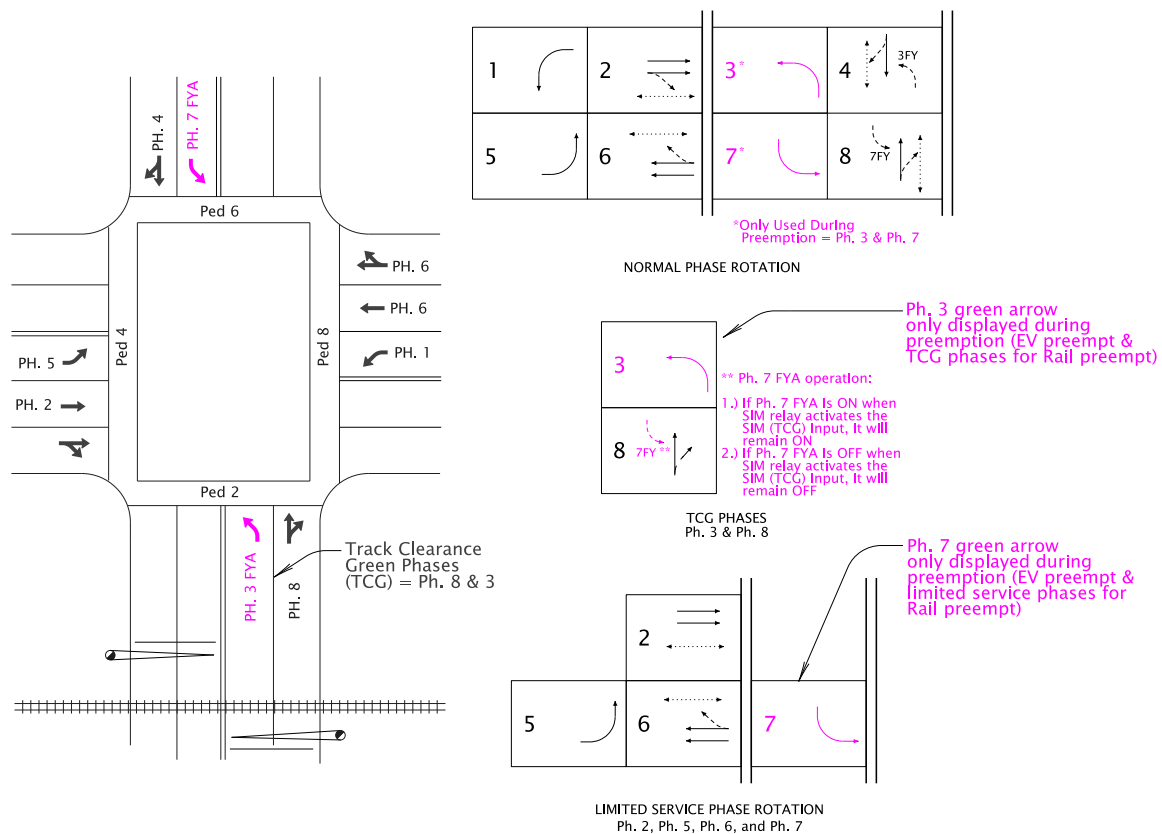 PH. 4
PH. 7 FYA
Ped 6
PH. 6
PH. 6
PH. 1
Ped 4
Ped 8
PH. 5
PH. 2
Ped 2
PH. 3 FYA
PH. 8
Track Clearance
Green Phases
(TCG) = Ph. 8 & 3
1
2
3*
4
3FY
5
6
7*
8
7FY
*Only Used During
Preemption = Ph. 3 & Ph. 7
NORMAL PHASE ROTATION
Ph. 3 green arrow
only displayed during
preemption (EV preempt &
TCG phases for Rail preempt)
3
8
7FY **
** Ph. 7 FYA operation:
1.) If Ph. 7 FYA Is ON when
SIM relay activates the
SIM (TCG) Input, It will
remain ON
2.) If Ph. 7 FYA Is OFF when
SIM relay activates the
SIM (TCG) Input, It will
remain OFF
TCG PHASES
Ph. 3 & Ph. 8
Ph. 7 green arrow
only displayed during
preemption (EV preempt &
limited service phases for
Rail preempt)
2
5
6
7
LIMITED SERVICE PHASE ROTATION
Ph. 2, Ph. 5, Ph. 6, and Ph. 7